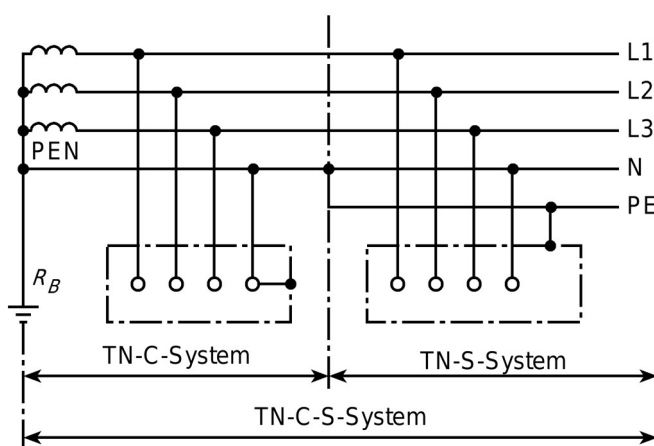 L1
L2
L3
PEN
N
PE
R_B
TN-C-System
TN-S-System
TN-C-S-System